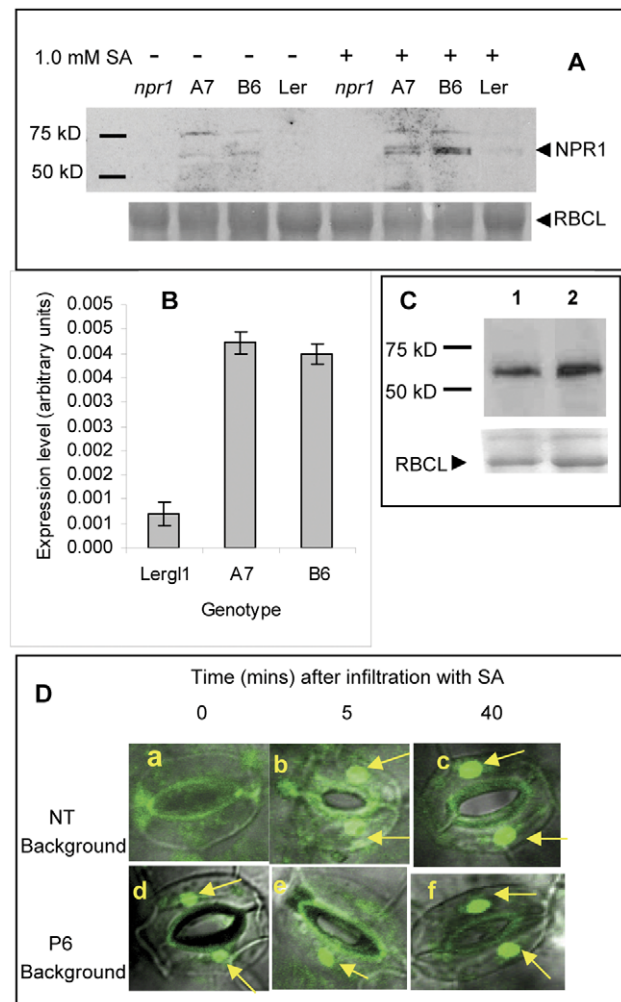 1.0 mM SA - - - - + + + + A
npr1 A7 B6 Ler npr1 A7 B6 Ler
75 kD
50 kD
NPR1
RBCL
B
Expression level (arbitrary units)
0.005
0.005
0.004
0.004
0.003
0.003
0.002
0.002
0.001
0.001
0.000
Lergl1 A7 B6
Genotype
C
1 2
75 kD
50 kD
RBCL
D
Time (mins) after infiltration with SA
0 5 40
NT
Background
a b c
P6
Background
d e f